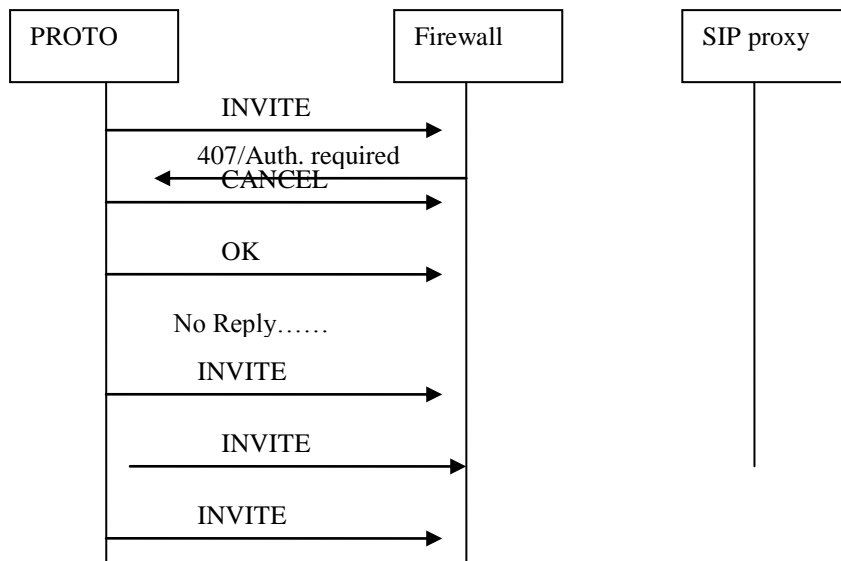 PROTO
Firewall
SIP proxy
INVITE
407/Auth. required
CANCEL
OK
No Reply……
INVITE
INVITE
INVITE